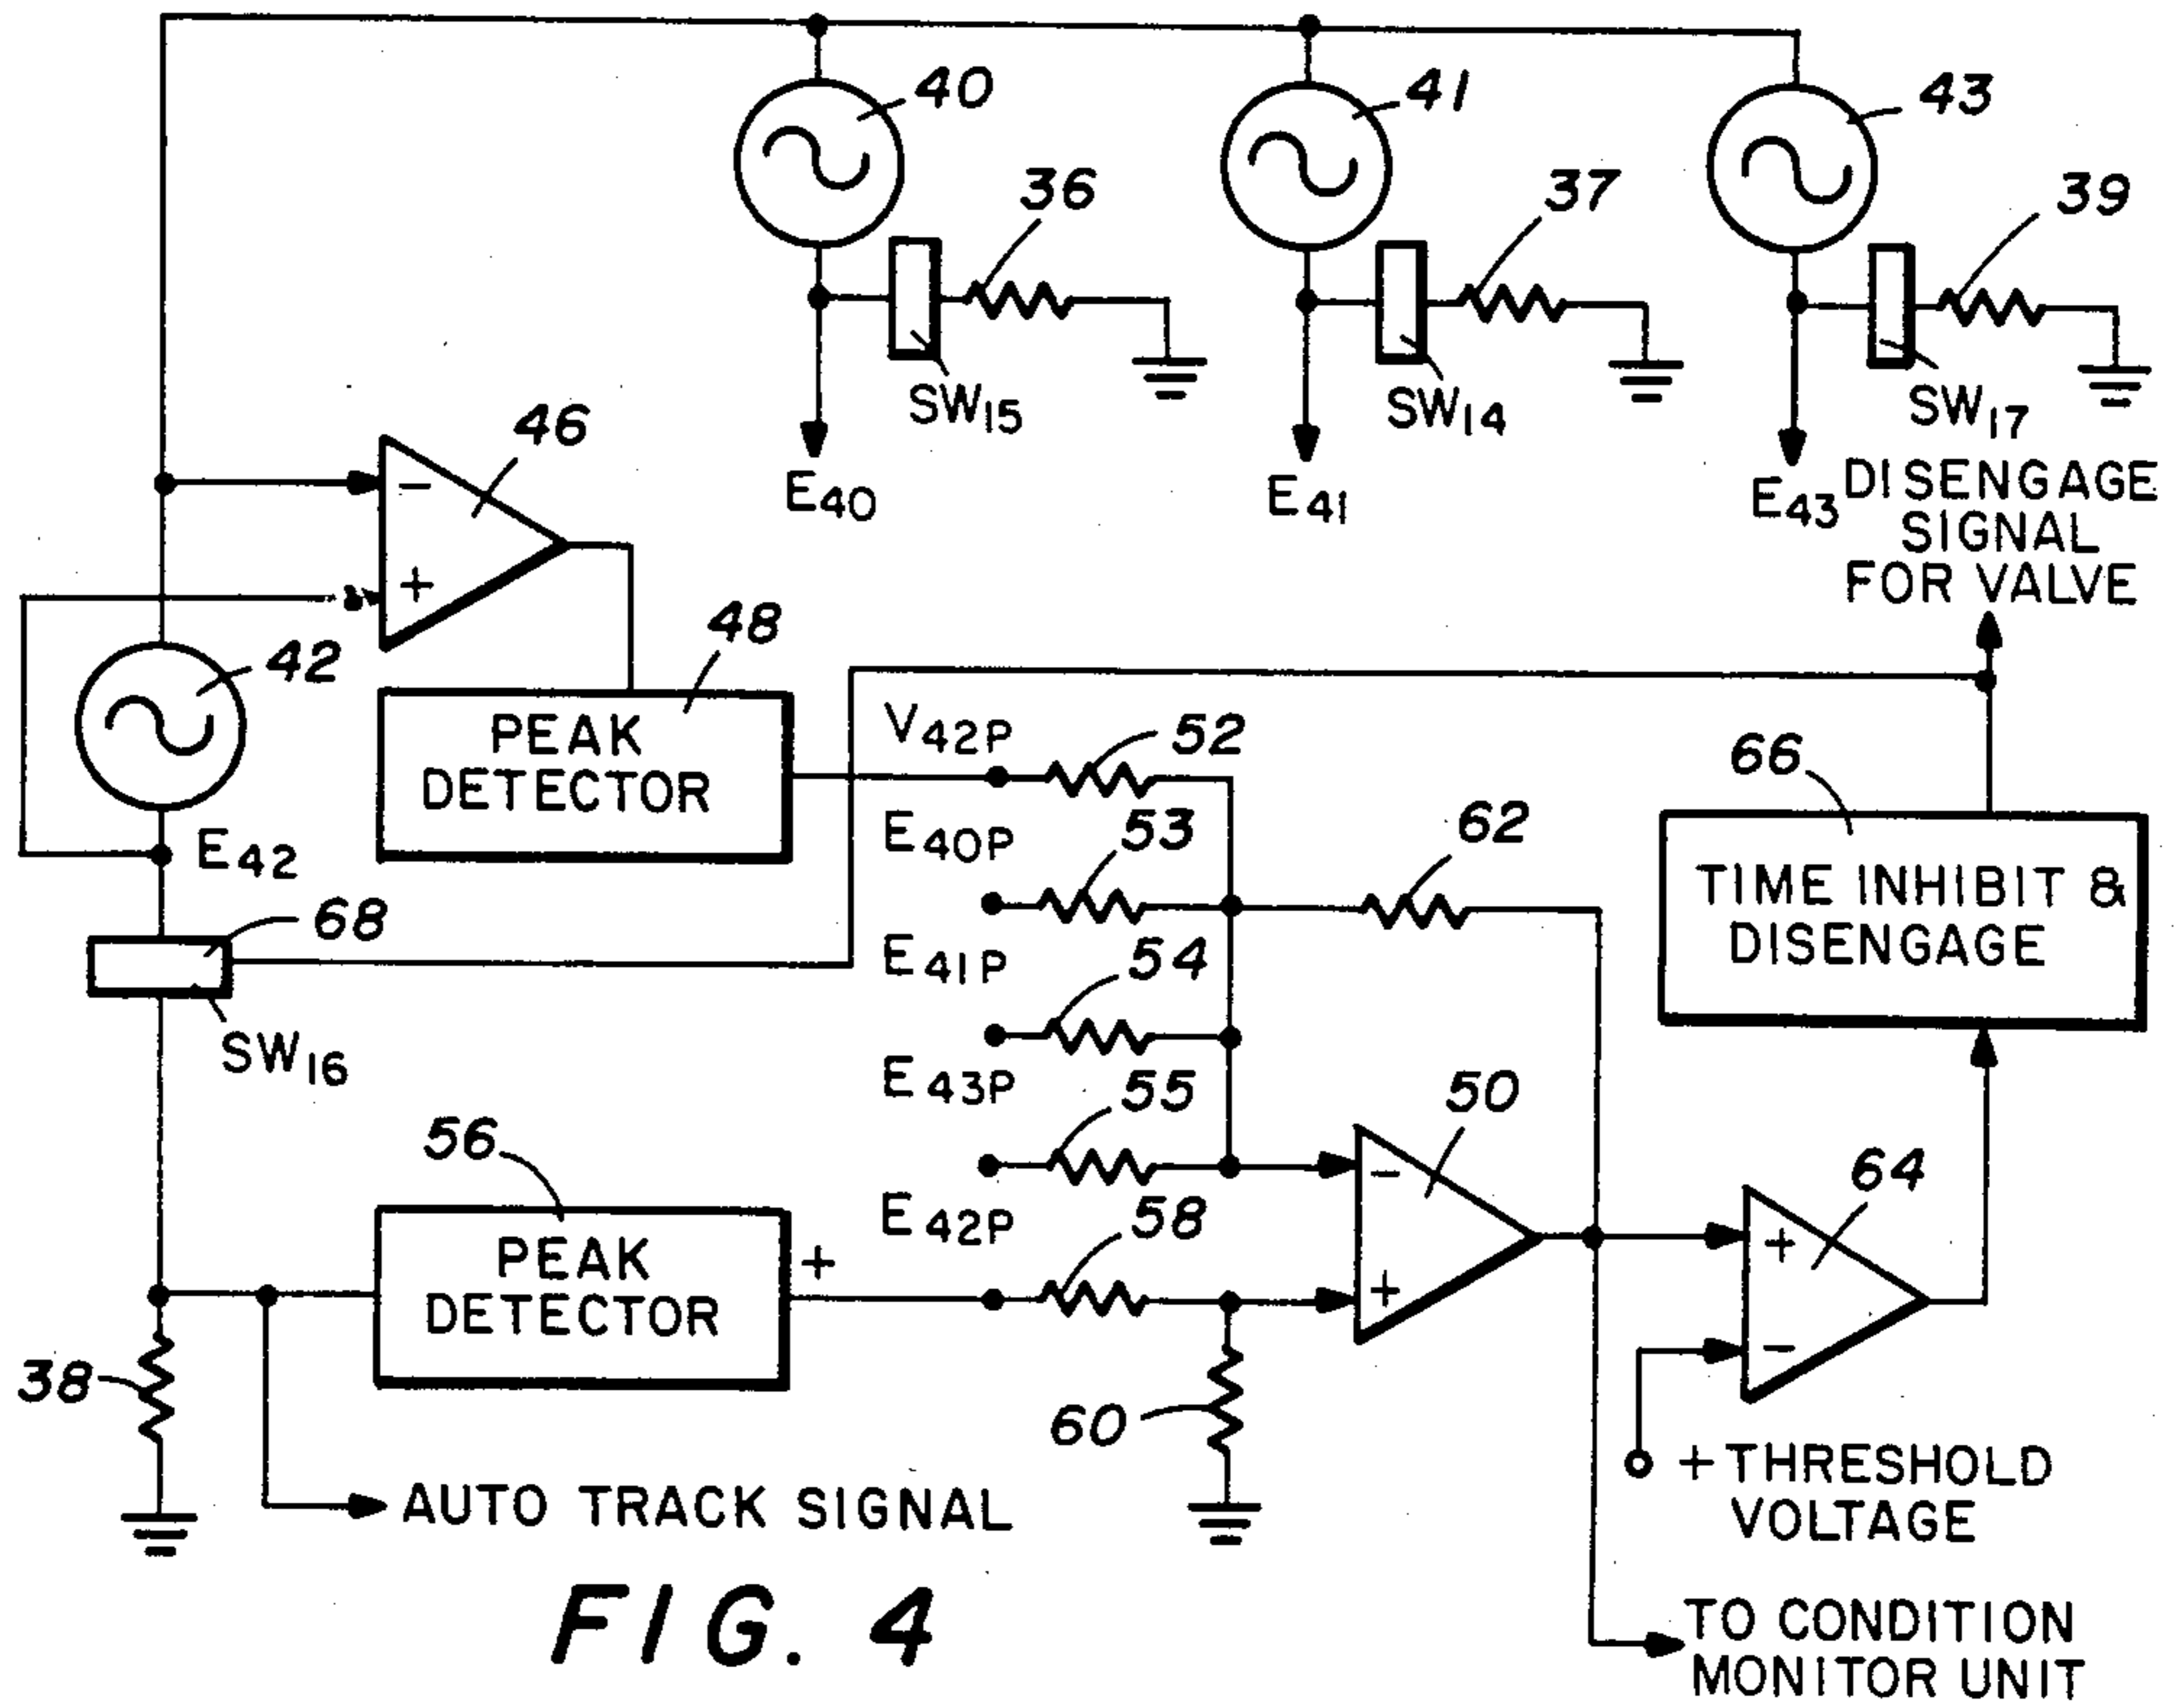 40
41
43
36
37
39
SW15
SW14
SW17
46
-
+
E40
E41
E43
DISENGAGE
SIGNAL
FOR VALVE
42
48
PEAK
DETECTOR
V42P
52
66
E42
E40P
53
62
TIME INHIBIT &
DISENGAGE
68
E41P
54
SW16
E43P
55
50
56
-
64
E42P
58
PEAK
DETECTOR
+
+
+
-
38
60
+ THRESHOLD
VOLTAGE
AUTO TRACK SIGNAL
TO CONDITION
MONITOR UNIT
FIG. 4